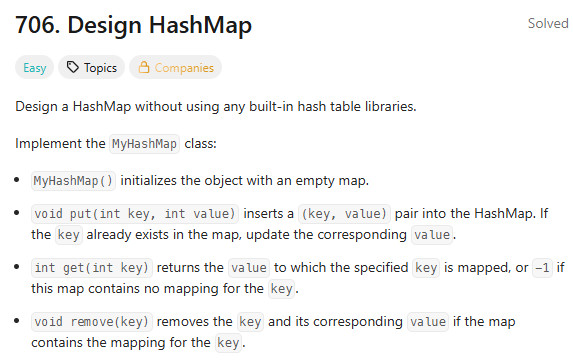 706. Design HashMap
Solved
Easy
Topics
Companies
Design a HashMap without using any built-in hash table libraries.
Implement the MyHashMap class:
• MyHashMap() initializes the object with an empty map.
• void put(int key, int value) inserts a (key, value) pair into the HashMap. If
the key already exists in the map, update the corresponding value.
• int get(int key) returns the value to which the specified key is mapped, or -1 if
this map contains no mapping for the key.
• void remove(key) removes the key and its corresponding value if the map
contains the mapping for the key.